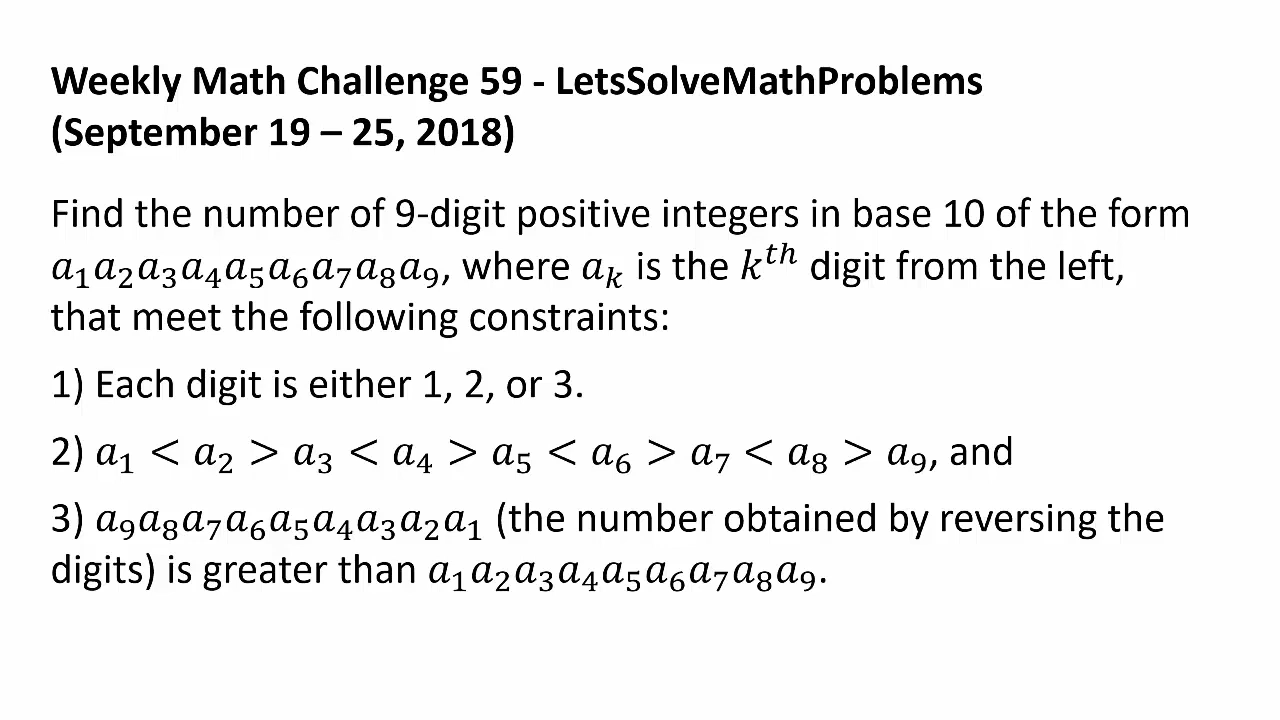 Weekly Math Challenge 59 - LetsSolveMathProblems
(September 19 – 25, 2018)
Find the number of 9-digit positive integers in base 10 of the form
a₁a₂a₃a₄a₅a₆a₇a₈a₉, where aₖ is the kᵗʰ digit from the left,
that meet the following constraints:
1) Each digit is either 1, 2, or 3.
2) a₁ < a₂ > a₃ < a₄ > a₅ < a₆ > a₇ < a₈ > a₉, and
3) a₉a₈a₇a₆a₅a₄a₃a₂a₁ (the number obtained by reversing the
digits) is greater than a₁a₂a₃a₄a₅a₆a₇a₈a₉.